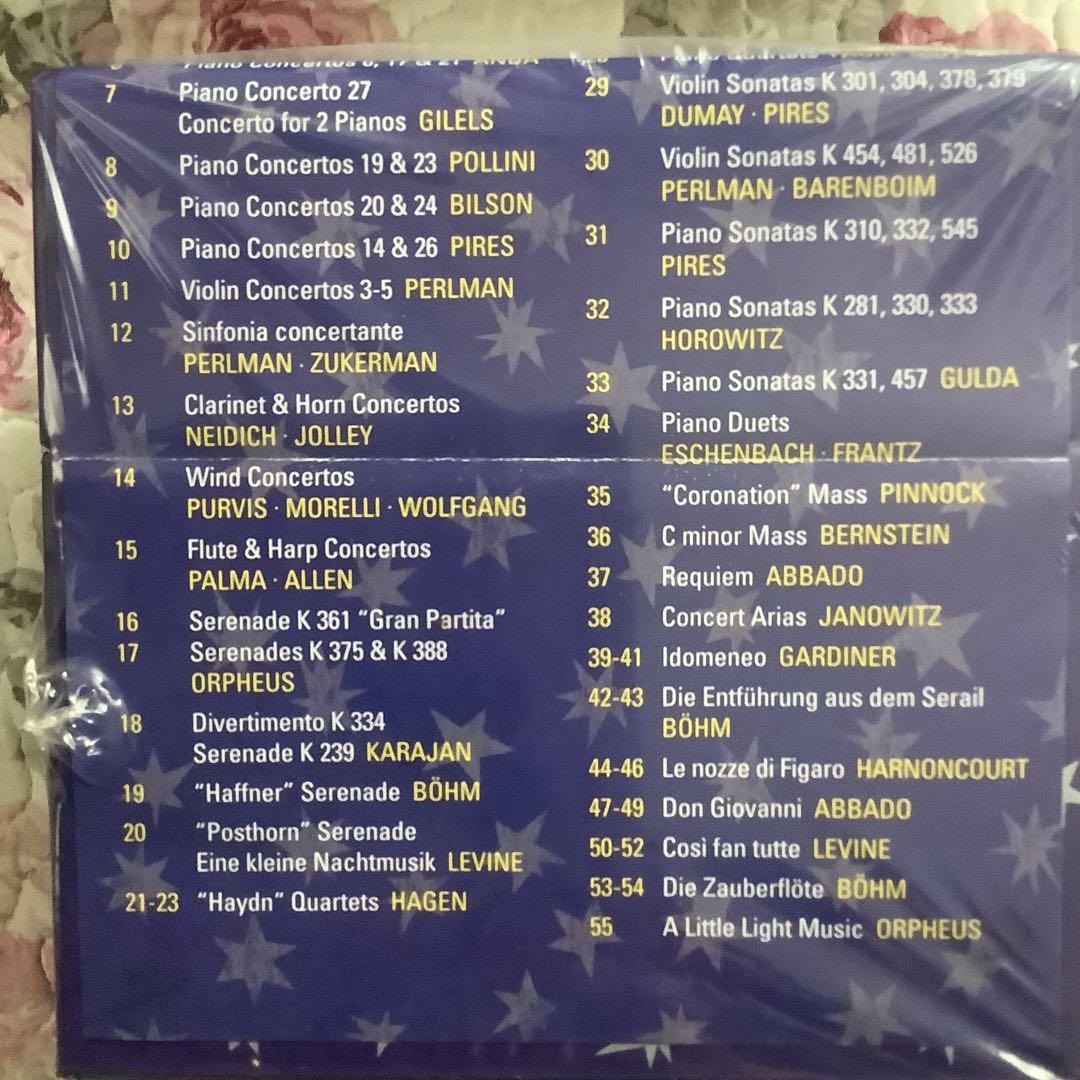 Piano Concertos 6, 17 & 21 ANDA
7 Piano Concerto 27
Concerto for 2 Pianos GILELS
8 Piano Concertos 19 & 23 POLLINI
9 Piano Concertos 20 & 24 BILSON
10 Piano Concertos 14 & 26 PIRES
11 Violin Concertos 3-5 PERLMAN
12 Sinfonia concertante
PERLMAN · ZUKERMAN
13 Clarinet & Horn Concertos
NEIDICH · JOLLEY
14 Wind Concertos
PURVIS · MORELLI · WOLFGANG
15 Flute & Harp Concertos
PALMA · ALLEN
16 Serenade K 361 “Gran Partita”
17 Serenades K 375 & K 388
ORPHEUS
18 Divertimento K 334
Serenade K 239 KARAJAN
19 “Haffner” Serenade BÖHM
20 “Posthorn” Serenade
Eine kleine Nachtmusik LEVINE
21-23 “Haydn” Quartets HAGEN
Piano Quartets
29 Violin Sonatas K 301, 304, 378, 379
DUMAY · PIRES
30 Violin Sonatas K 454, 481, 526
PERLMAN · BARENBOIM
31 Piano Sonatas K 310, 332, 545
PIRES
32 Piano Sonatas K 281, 330, 333
HOROWITZ
33 Piano Sonatas K 331, 457 GULDA
34 Piano Duets
ESCHENBACH · FRANTZ
35 “Coronation” Mass PINNOCK
36 C minor Mass BERNSTEIN
37 Requiem ABBADO
38 Concert Arias JANOWITZ
39-41 Idomeneo GARDINER
42-43 Die Entführung aus dem Serail
BÖHM
44-46 Le nozze di Figaro HARNONCOURT
47-49 Don Giovanni ABBADO
50-52 Così fan tutte LEVINE
53-54 Die Zauberflöte BÖHM
55 A Little Light Music ORPHEUS